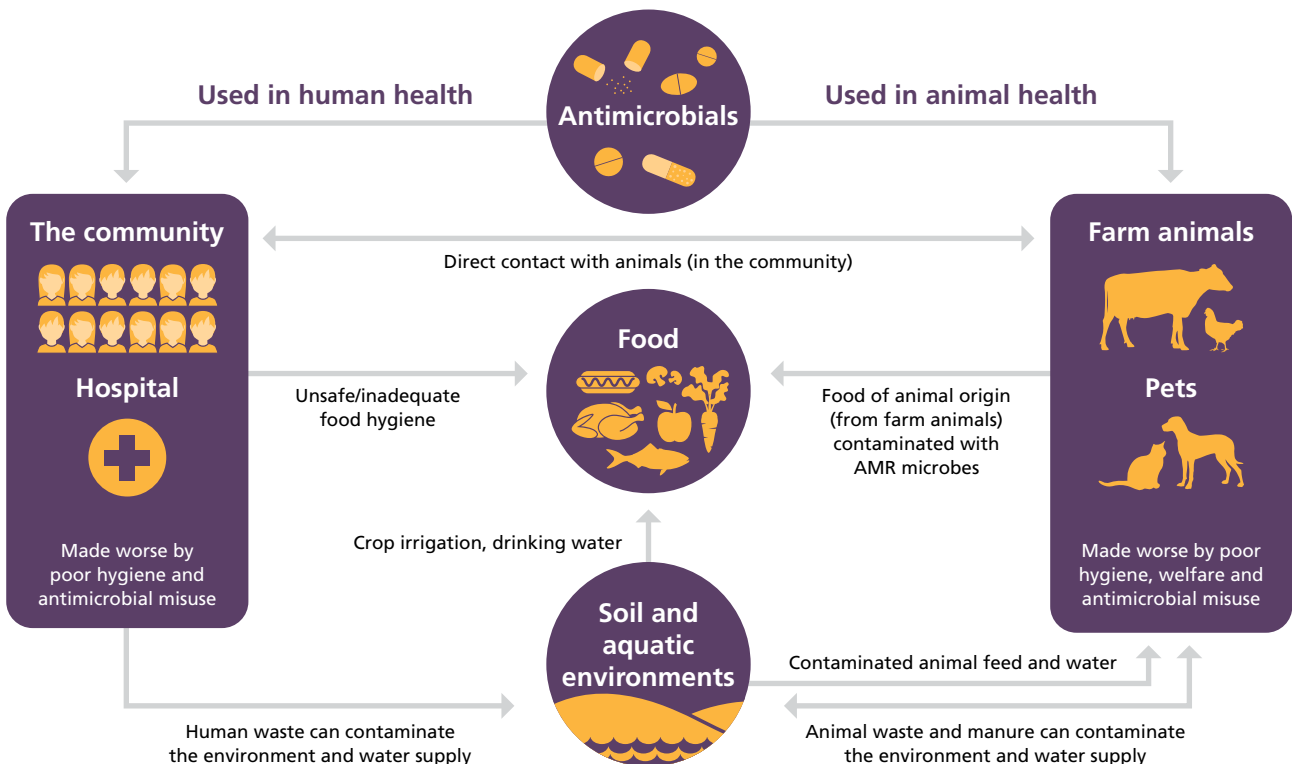 Used in human health
Antimicrobials
Used in animal health
The community
Hospital
Made worse by
poor hygiene and
antimicrobial misuse
Direct contact with animals (in the community)
Farm animals
Pets
Made worse by poor
hygiene, welfare and
antimicrobial misuse
Food
Unsafe/inadequate
food hygiene
Food of animal origin
(from farm animals)
contaminated with
AMR microbes
Crop irrigation, drinking water
Soil and
aquatic
environments
Contaminated animal feed and water
Human waste can contaminate
the environment and water supply
Animal waste and manure can contaminate
the environment and water supply